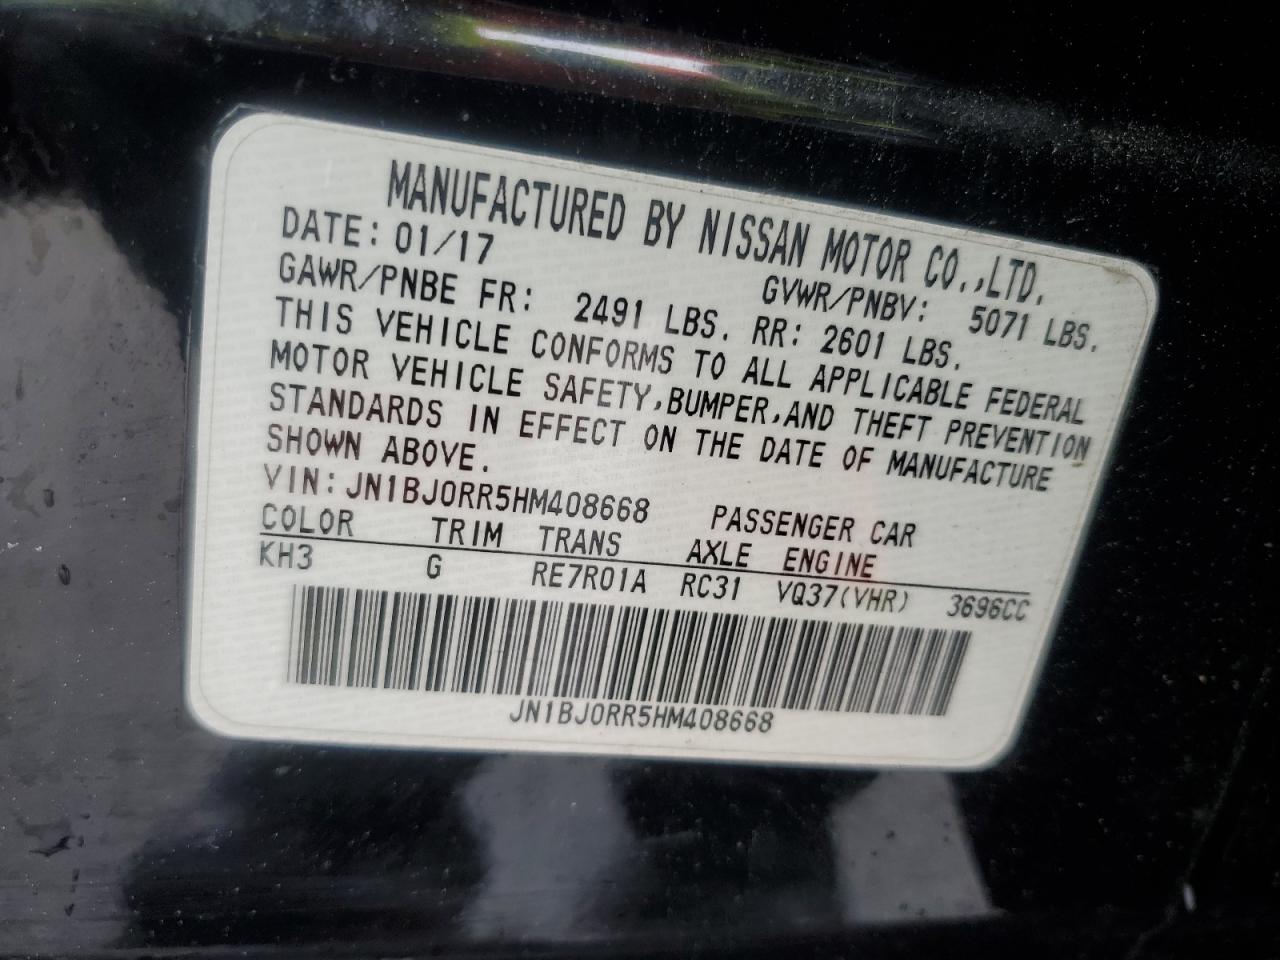 MANUFACTURED BY NISSAN MOTOR CO.,LTD.
DATE: 01/17 GVWR/PNBV: 5071 LBS.
GAWR/PNBE FR: 2491 LBS. RR: 2601 LBS.
THIS VEHICLE CONFORMS TO ALL APPLICABLE FEDERAL
MOTOR VEHICLE SAFETY,BUMPER,AND THEFT PREVENTION
STANDARDS IN EFFECT ON THE DATE OF MANUFACTURE
SHOWN ABOVE.
VIN: JN1BJ0RR5HM408668 PASSENGER CAR
COLOR TRIM TRANS AXLE ENGINE
KH3 G RE7R01A RC31 VQ37(VHR) 3696CC
JN1BJ0RR5HM408668